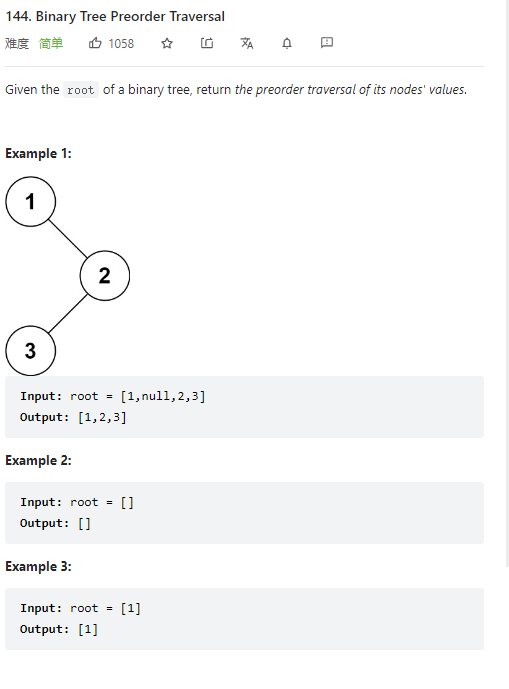 144. Binary Tree Preorder Traversal
难度 简单 1058
Given the root of a binary tree, return the preorder traversal of its nodes' values.
Example 1:
1
2
3
Input: root = [1,null,2,3]
Output: [1,2,3]
Example 2:
Input: root = []
Output: []
Example 3:
Input: root = [1]
Output: [1]